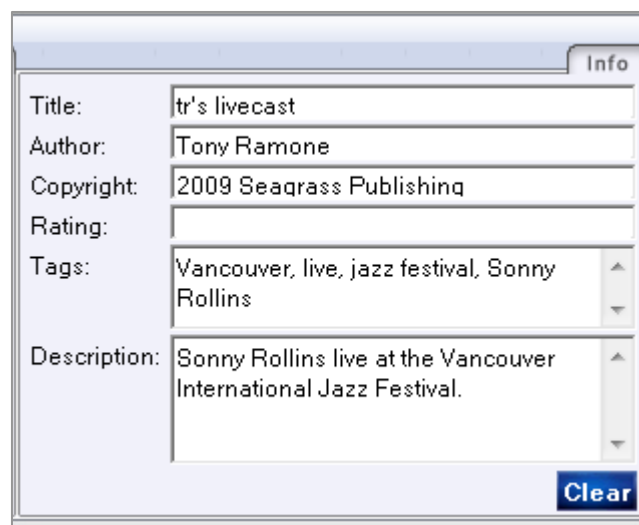 Info
Title: tr's livecast
Author: Tony Ramone
Copyright: 2009 Seagrass Publishing
Rating:
Tags: Vancouver, live, jazz festival, Sonny
Rollins
Description: Sonny Rollins live at the Vancouver
International Jazz Festival.
Clear